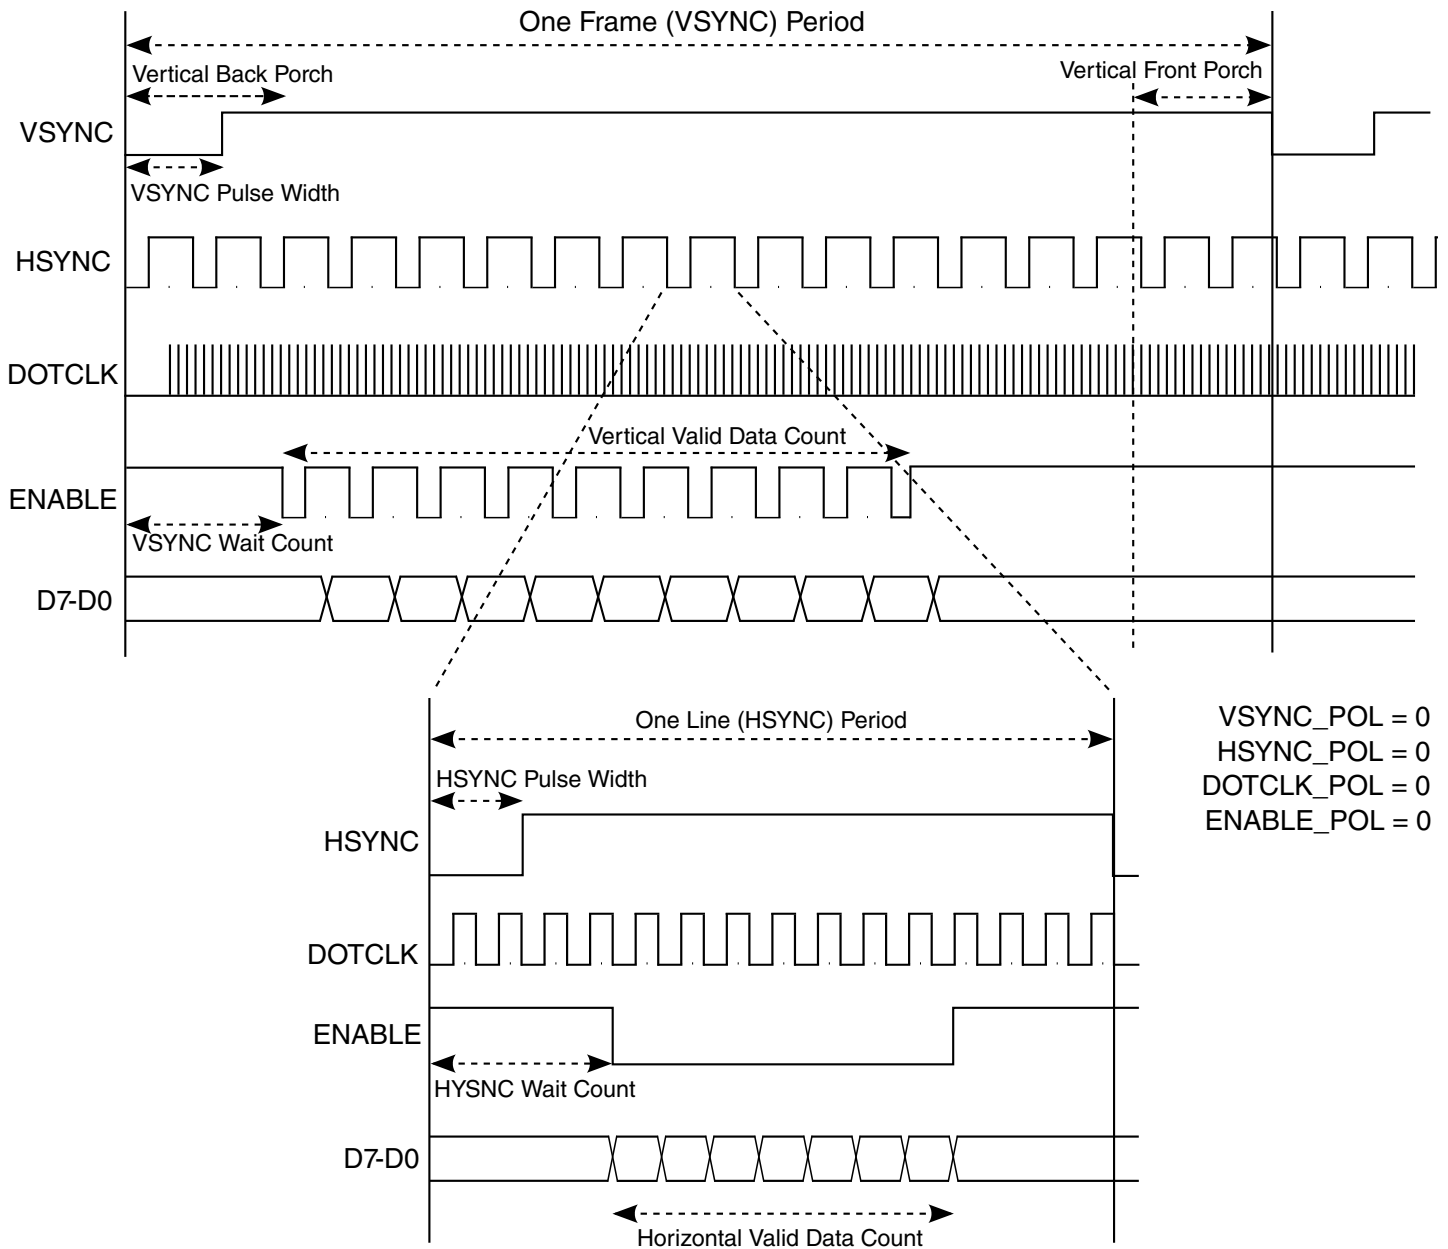 One Frame (VSYNC) Period
Vertical Back Porch
Vertical Front Porch
VSYNC
VSYNC Pulse Width
HSYNC
DOTCLK
Vertical Valid Data Count
ENABLE
VSYNC Wait Count
D7-D0
One Line (HSYNC) Period
VSYNC_POL = 0
HSYNC_POL = 0
DOTCLK_POL = 0
ENABLE_POL = 0
HSYNC Pulse Width
HSYNC
DOTCLK
ENABLE
HYSNC Wait Count
D7-D0
Horizontal Valid Data Count